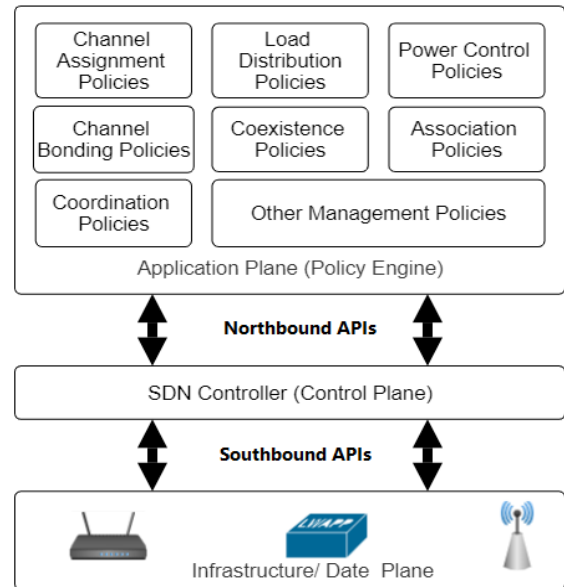 Channel
Assignment
Policies
Load
Distribution
Policies
Power Control
Policies
Channel
Bonding Policies
Coexistence
Policies
Association
Policies
Coordination
Policies
Other Management Policies
Application Plane (Policy Engine)
Northbound APIs
SDN Controller (Control Plane)
Southbound APIs
LWAPP
Infrastructure/ Date Plane